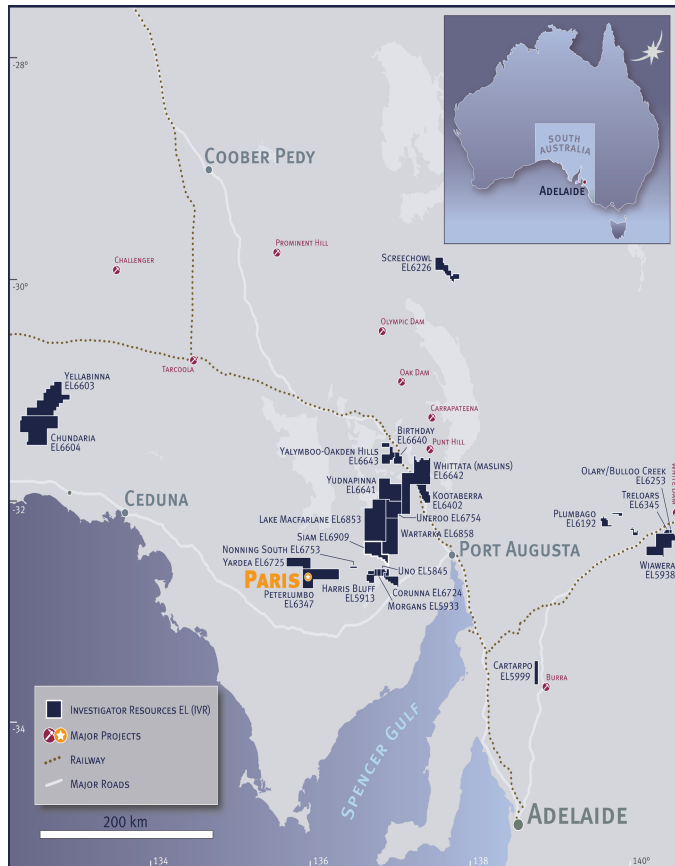 -28°
-30°
-32°
-34°
134
136
138
140°
SOUTH
AUSTRALIA
ADELAIDE
COOBER PEDY
PROMINENT HILL
CHALLENGER
SCREECHOWL
EL6226
OLYMPIC DAM
TARCOOLA
OAK DAM
YELLABINNA
EL6603
CHUNDARIA
EL6604
CARRAPATEENA
BIRTHDAY
EL6640
PUNT HILL
YALYMBOO-OAKDEN HILLS
EL6643
WHITTATA (MASLINS)
EL6642
YUDNAPINNA
EL6641
KOOTABERRA
EL6402
OLARY/BULLOO CREEK
EL6253
TRELOARS
EL6345
PLUMBAGO
EL6192
WIAWERA
EL5938
CEDUNA
LAKE MACFARLANE EL6853
UNEROO EL6754
WARTARKA EL6858
SIAM EL6909
NONNING SOUTH EL6753
YARDEA EL6725
PORT AUGUSTA
UNO EL5845
PARIS
PETERLUMBO
EL6347
HARRIS BLUFF
EL5913
CORUNNA EL6724
MORGANS EL5933
CARTARPO
EL5999
BURRA
SPENCER GULF
ADELAIDE
INVESTIGATOR RESOURCES EL (IVR)
MAJOR PROJECTS
RAILWAY
MAJOR ROADS
200 km